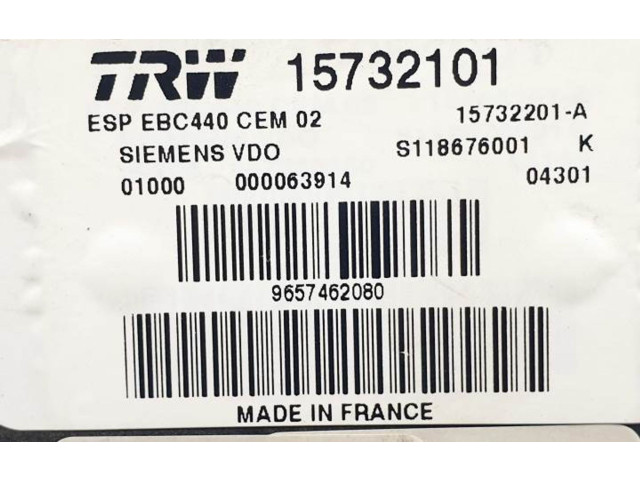 TRW 15732101
ESP EBC440 CEM 02 15732201-A
SIEMENS VDO S118676001 K
01000 000063914 04301
9657462080
MADE IN FRANCE